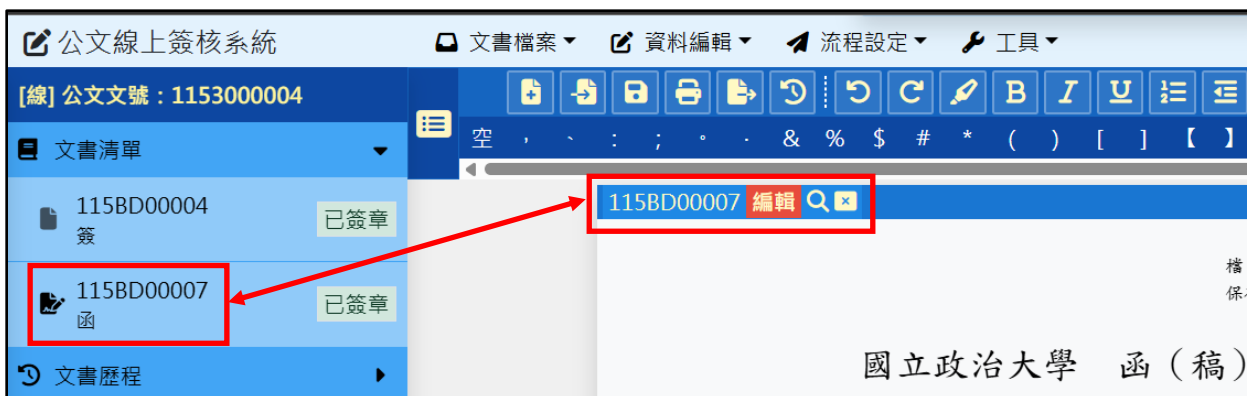 公文線上簽核系統
文書檔案 資料編輯 流程設定 工具
[線] 公文文號：1153000004
B I U
空 ， 、 ： ； 。 · & % $ # * ( ) [ ] 【 】
文書清單
115BD00004
簽
已簽章
115BD00007 編輯
115BD00007
函
已簽章
檔
保
國立政治大學 函（稿）
文書歷程